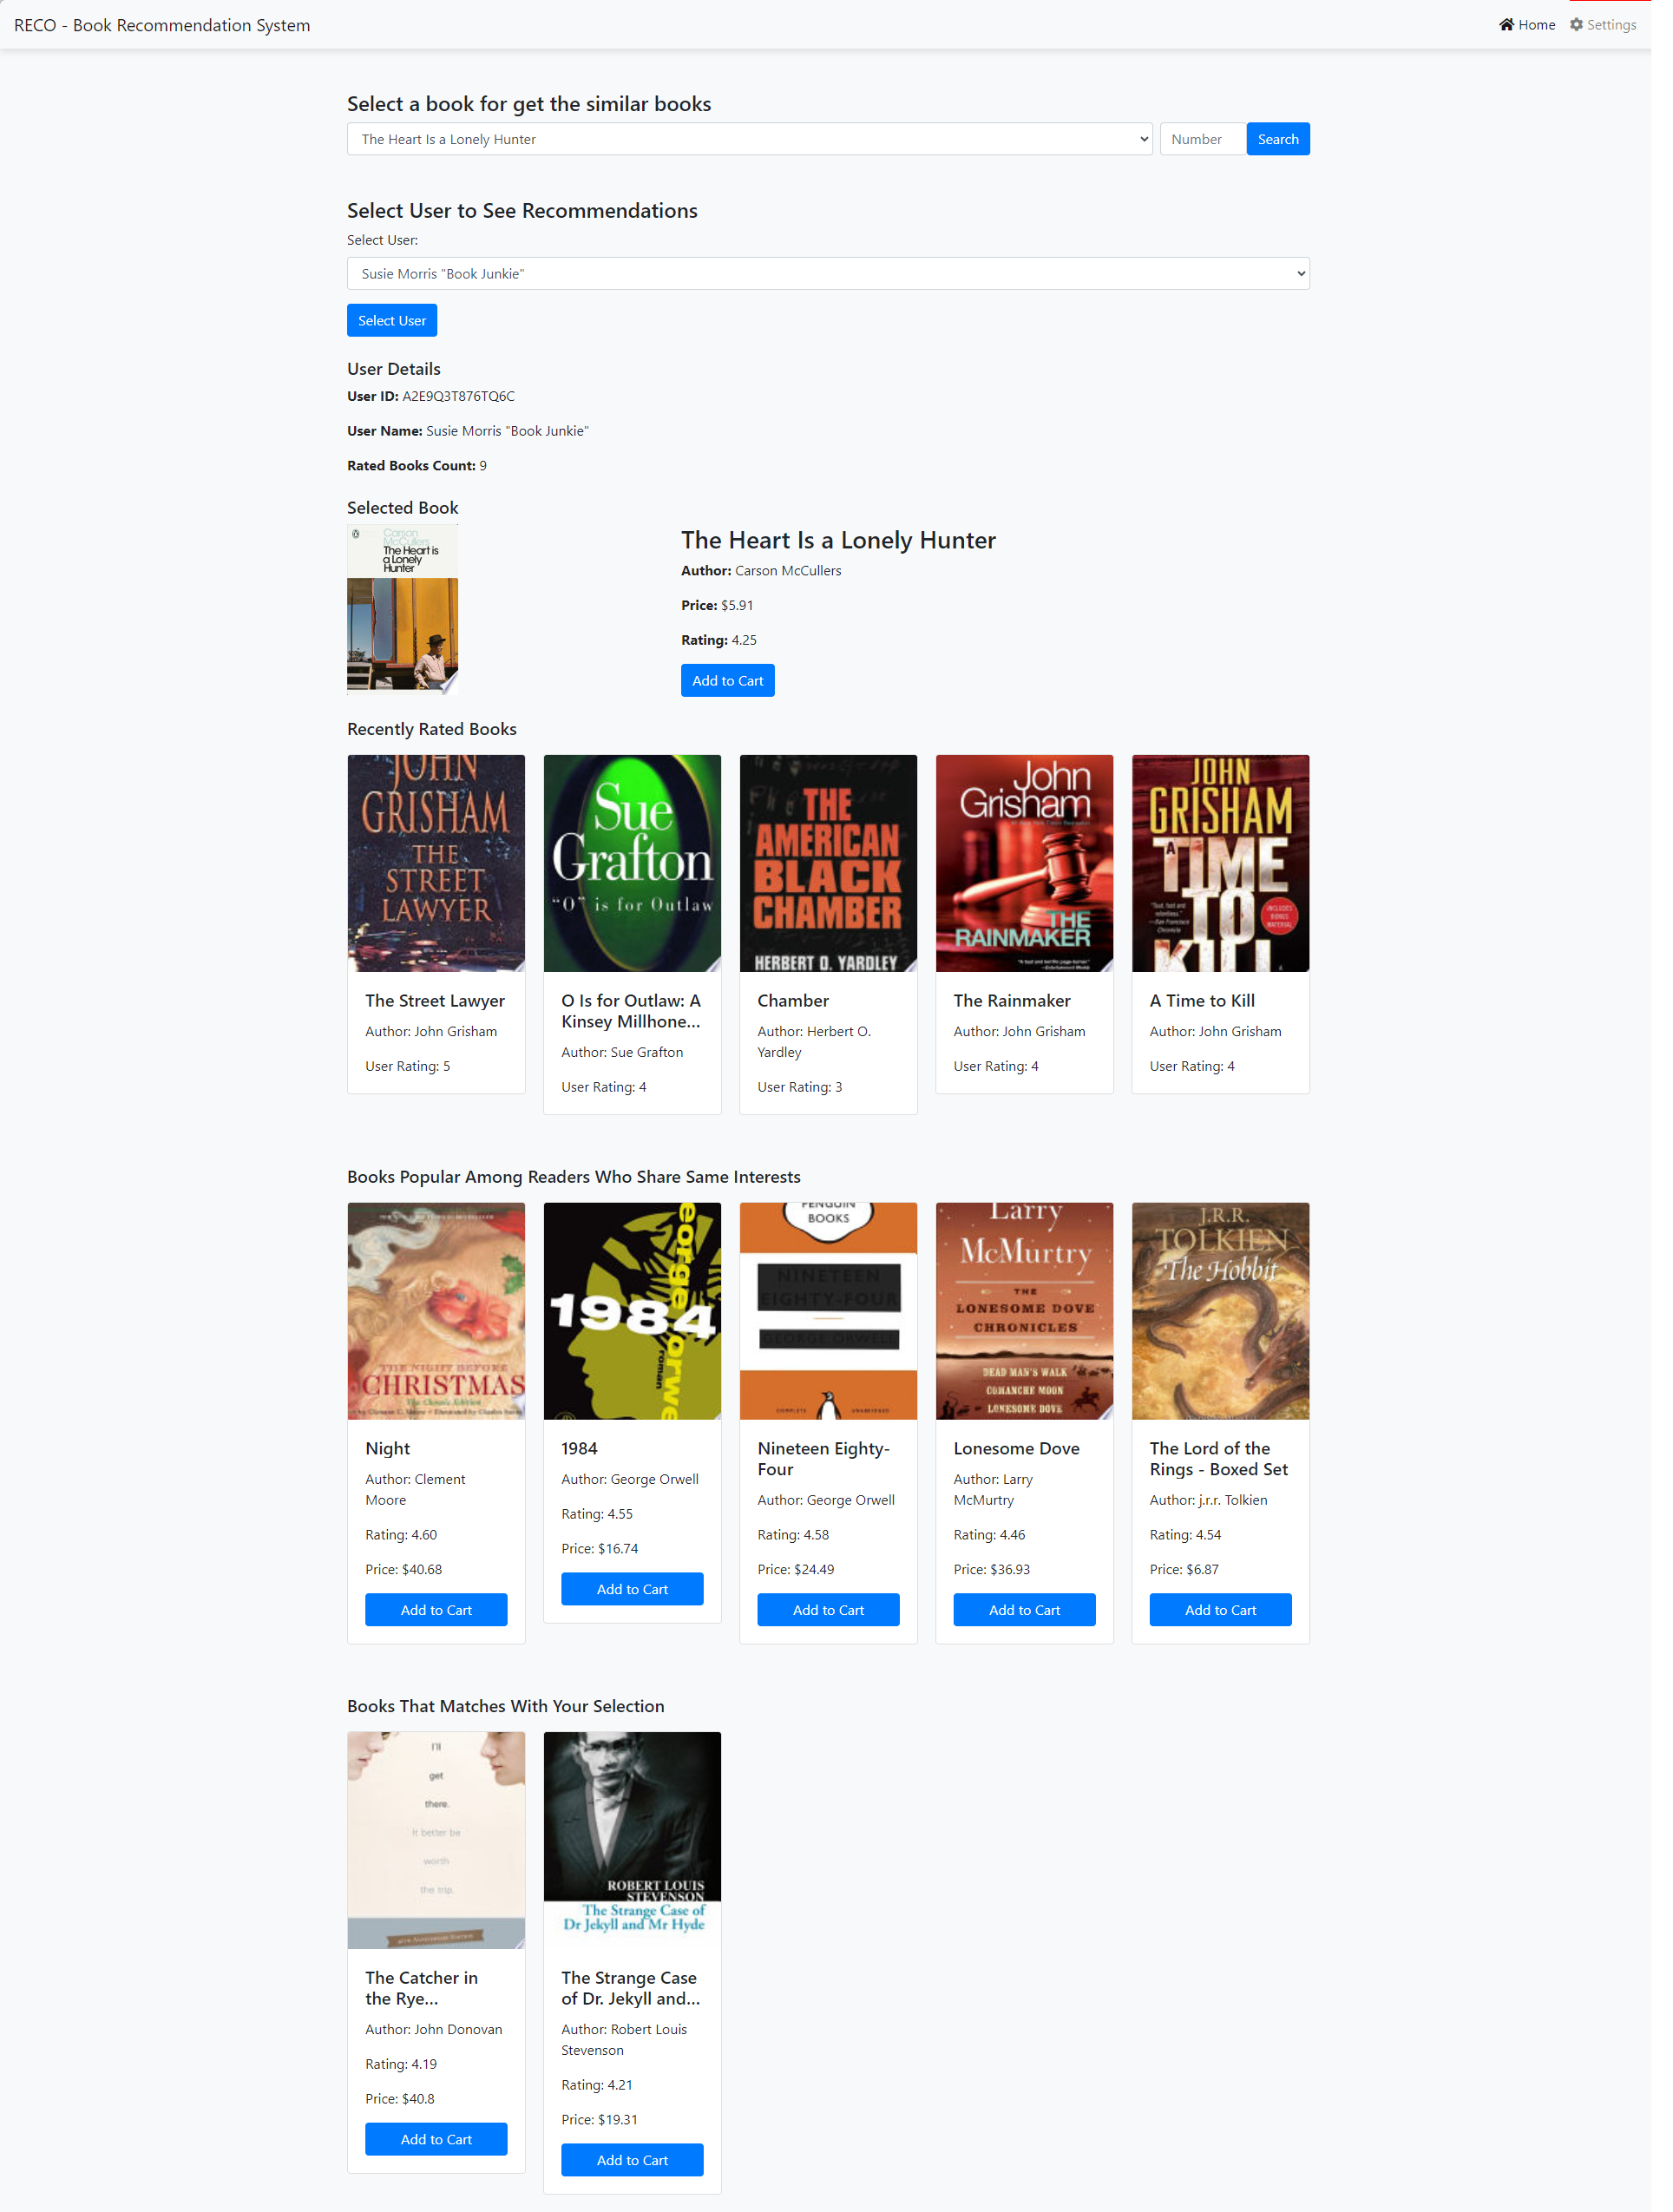 RECO - Book Recommendation System
Home
Settings
Select a book for get the similar books
The Heart Is a Lonely Hunter
Number
Search
Select User to See Recommendations
Select User:
Susie Morris "Book Junkie"
Select User
User Details
User ID: A2E9Q3T876TQ6C
User Name: Susie Morris "Book Junkie"
Rated Books Count: 9
Selected Book
Carson
McCullers
The Heart is
a Lonely
Hunter
The Heart Is a Lonely Hunter
Author: Carson McCullers
Price: $5.91
Rating: 4.25
Add to Cart
Recently Rated Books
JOHN
GRISHAM
THE
STREET
LAWYER
The Street Lawyer
Author: John Grisham
User Rating: 5
Sue
Grafton
"O" is for Outlaw
O Is for Outlaw: A
Kinsey Millhone...
Author: Sue Grafton
User Rating: 4
THE
AMERICAN
BLACK
CHAMBER
HERBERT O. YARDLEY
Chamber
Author: Herbert O.
Yardley
User Rating: 3
John
Grisham
THE
RAINMAKER
The Rainmaker
Author: John Grisham
User Rating: 4
JOHN
GRISHAM
A TIME
TO
KILL
INCLUDES
BONUS
MATERIAL
A Time to Kill
Author: John Grisham
User Rating: 4
Books Popular Among Readers Who Share Same Interests
THE NIGHT BEFORE
CHRISTMAS
The Classic Edition
Night
Author: Clement
Moore
Rating: 4.60
Price: $40.68
Add to Cart
1984
eorge orwe
roman
1984
Author: George Orwell
Rating: 4.55
Price: $16.74
Add to Cart
PENGUIN
BOOKS
NINETEEN
EIGHTY-FOUR
GEORGE ORWELL
COMPLETE
UNABRIDGED
Nineteen Eighty-
Four
Author: George Orwell
Rating: 4.58
Price: $24.49
Add to Cart
Larry
McMurtry
THE
LONESOME DOVE
CHRONICLES
DEAD MAN'S WALK
COMANCHE MOON
LONESOME DOVE
Lonesome Dove
Author: Larry
McMurtry
Rating: 4.46
Price: $36.93
Add to Cart
J.R.R.
TOLKIEN
The Hobbit
The Lord of the
Rings - Boxed Set
Author: j.r.r. Tolkien
Rating: 4.54
Price: $6.87
Add to Cart
Books That Matches With Your Selection
I'll
get
there.
It better be
worth
the trip.
The Catcher in
the Rye...
Author: John Donovan
Rating: 4.19
Price: $40.8
Add to Cart
ROBERT LOUIS
STEVENSON
The Strange Case of
Dr Jekyll and Mr Hyde
The Strange Case
of Dr. Jekyll and...
Author: Robert Louis
Stevenson
Rating: 4.21
Price: $19.31
Add to Cart